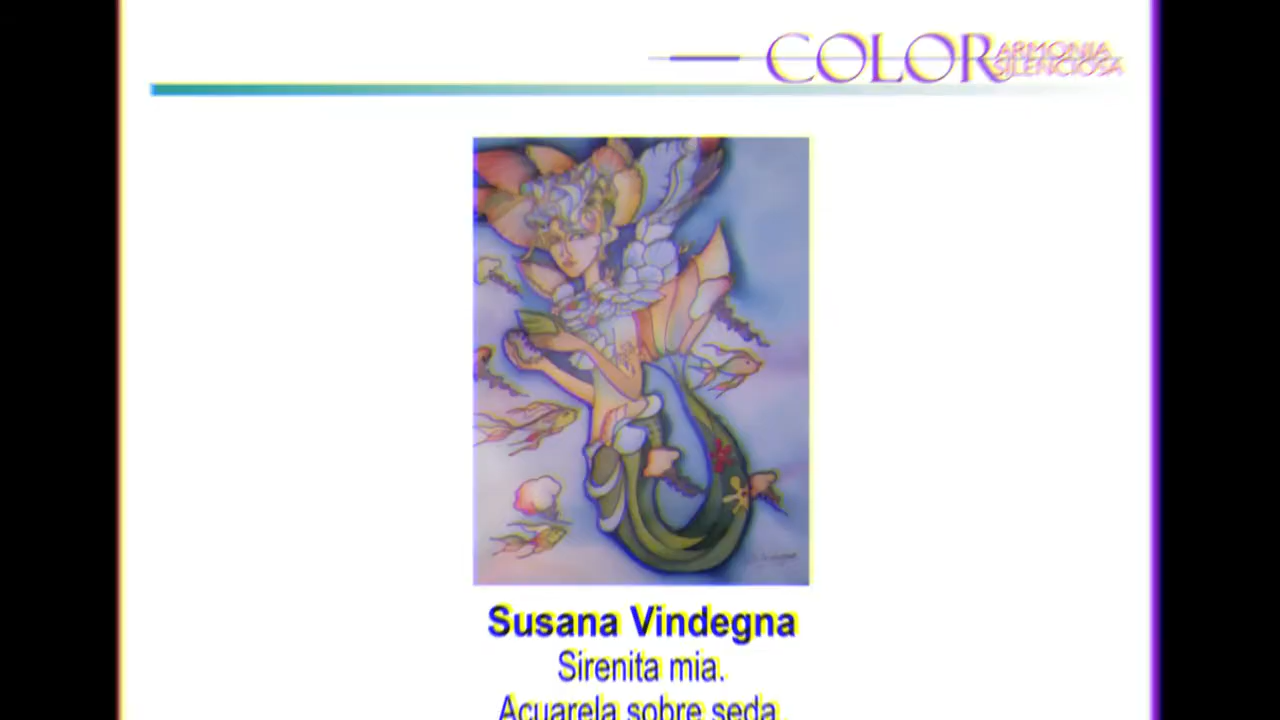 COLOR ARMONIA
SILENCIOSA
Susana Vindegna
Sirenita mia.
Acuarela sobre seda.